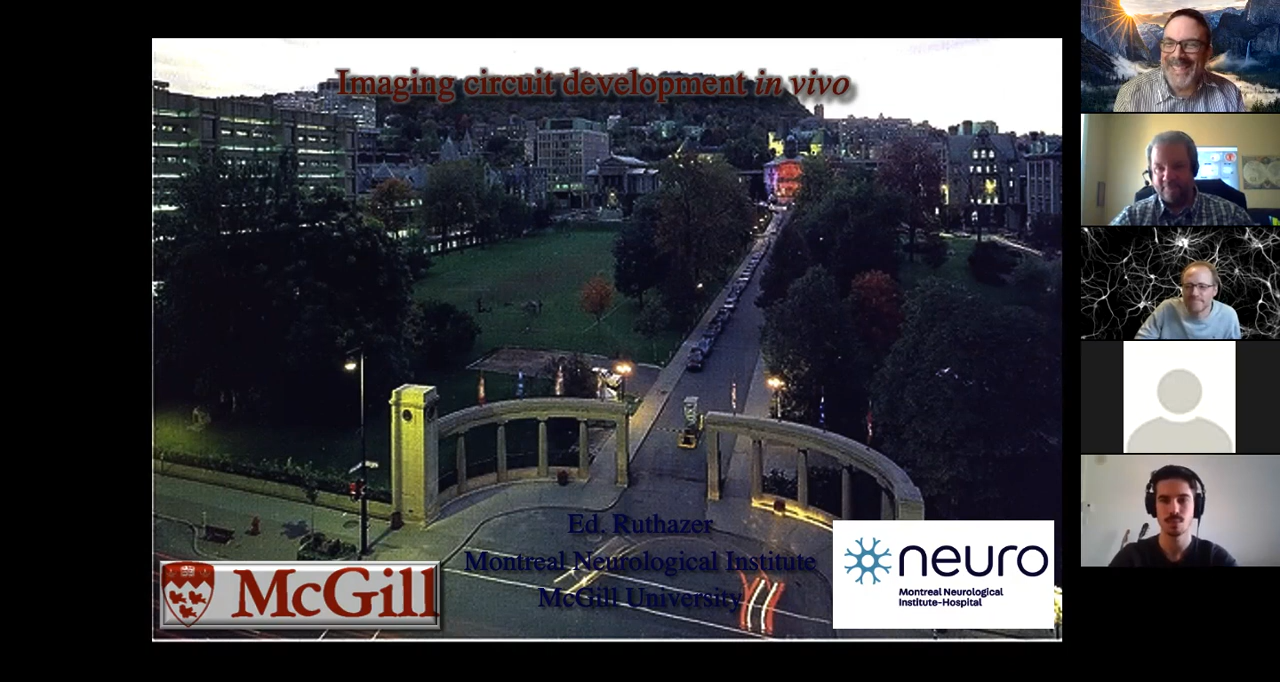 Imaging circuit development in vivo
Ed. Ruthazer
Montreal Neurological Institute
McGill University
McGill
neuro
Montreal Neurological
Institute-Hospital